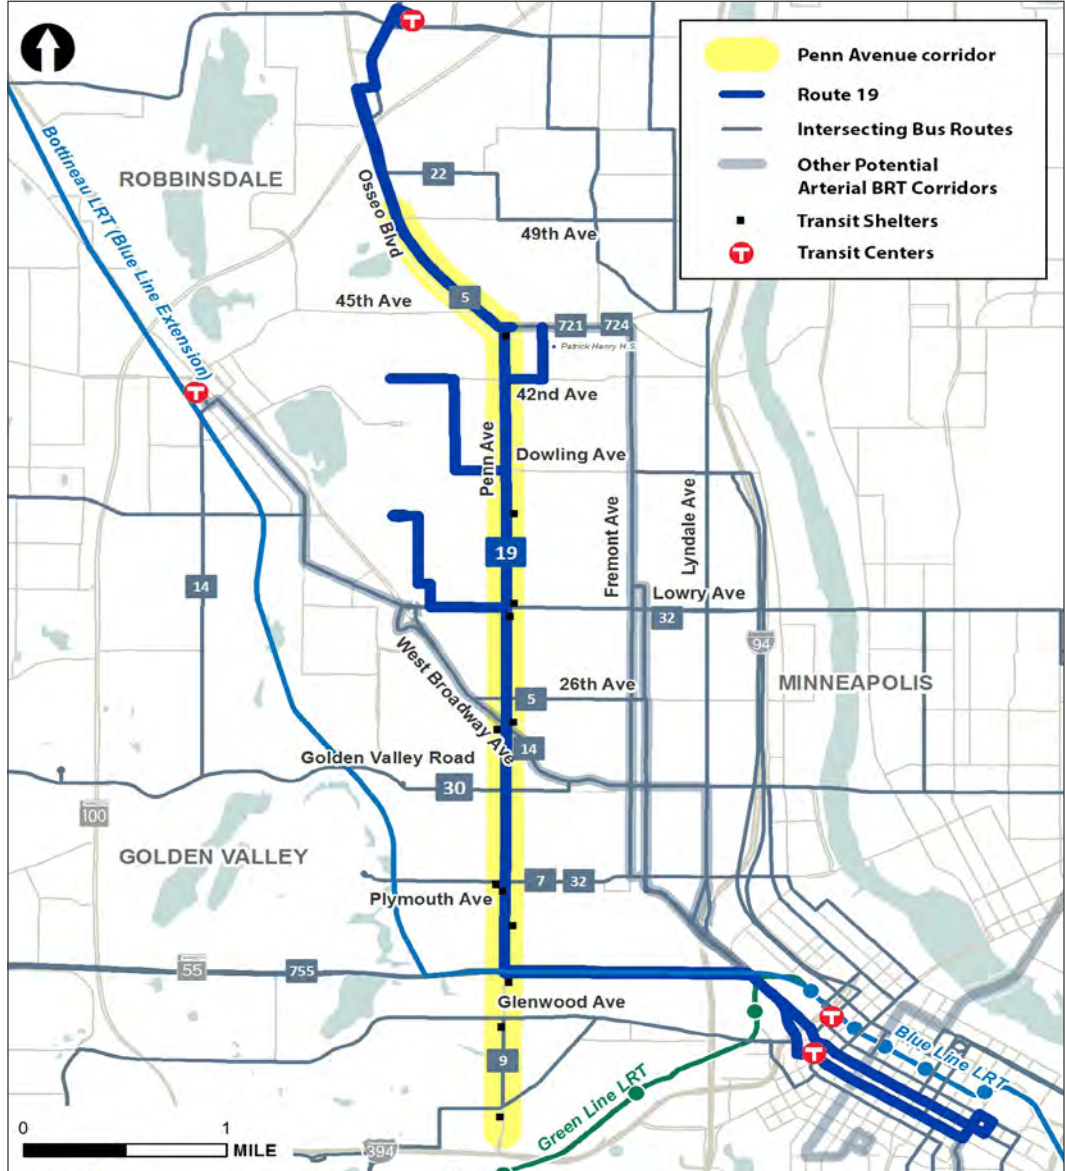 Penn Avenue corridor
Route 19
Intersecting Bus Routes
Other Potential
Arterial BRT Corridors
Transit Shelters
T Transit Centers
T
ROBBINSDALE
22
Osseo Blvd
49th Ave
Bottineau LRT (Blue Line Extension)
45th Ave
5
721
724
Patrick Henry H.S.
T
42nd Ave
Penn Ave
Dowling Ave
Fremont Ave
Lyndale Ave
19
14
Lowry Ave
32
94
West Broadway Ave
26th Ave
5
MINNEAPOLIS
14
Golden Valley Road
30
100
GOLDEN VALLEY
7
32
Plymouth Ave
55
755
Glenwood Ave
T
T
9
Blue Line LRT
Green Line LRT
0
1
MILE
394